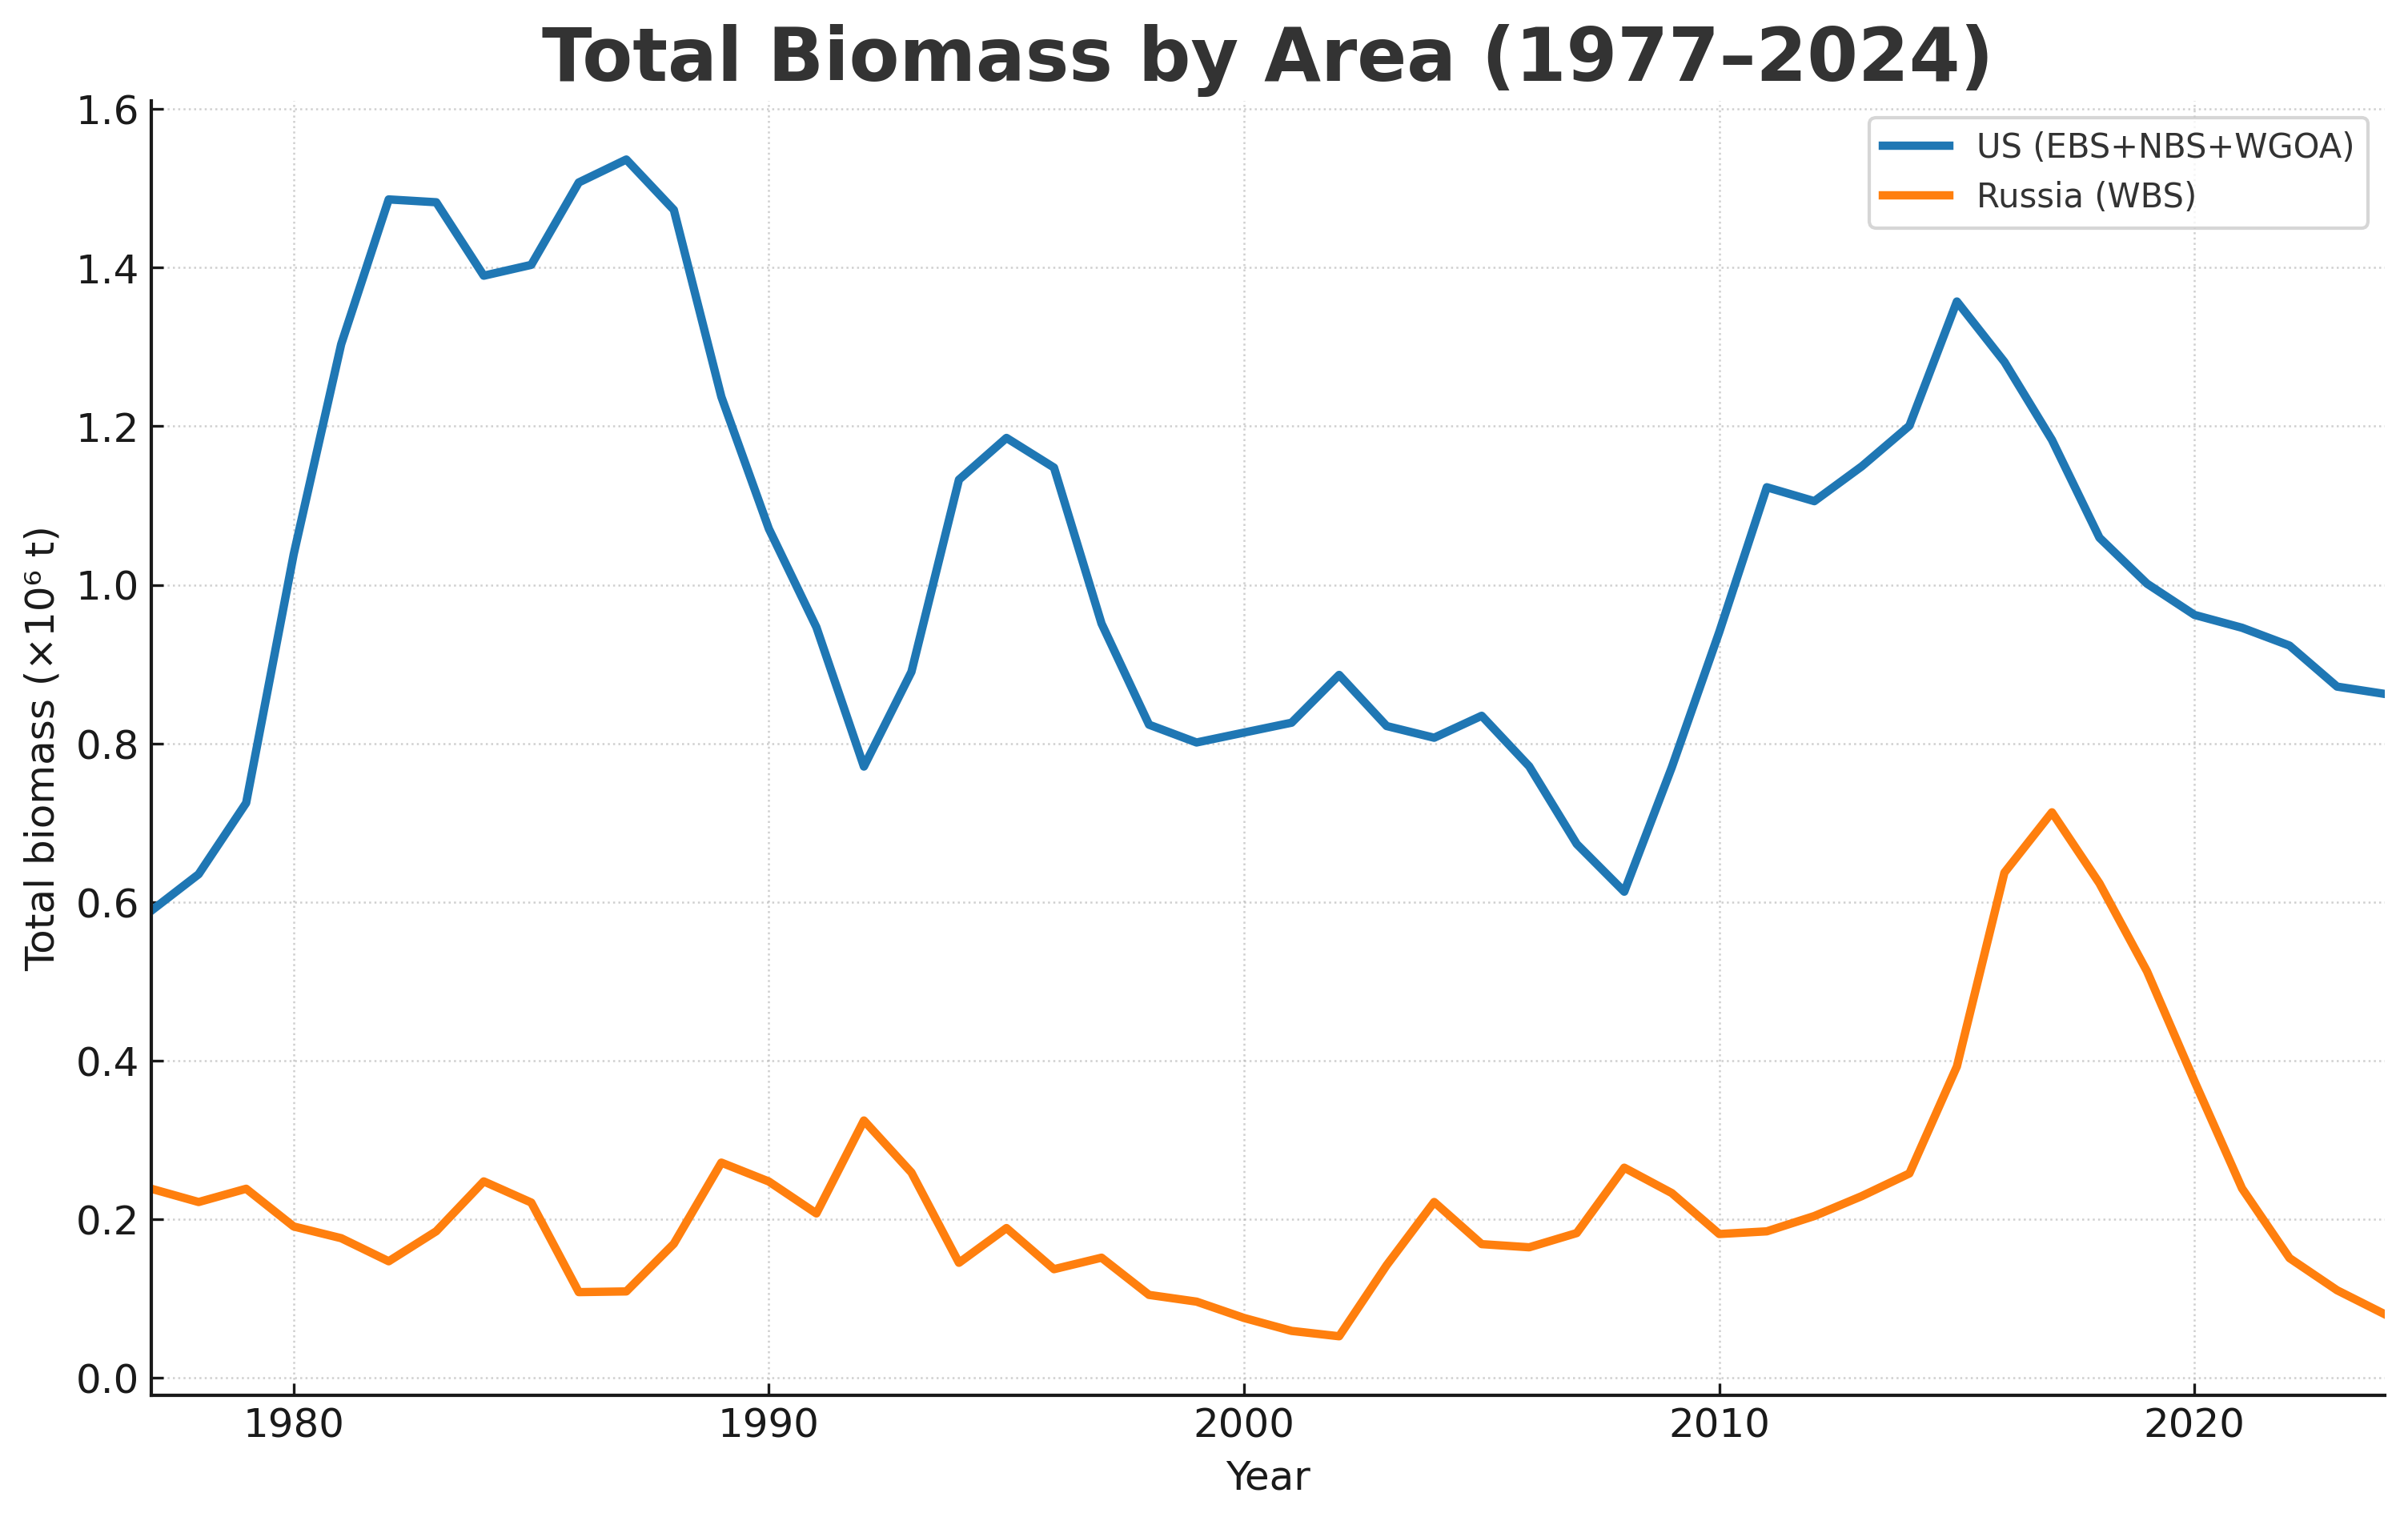 Total Biomass by Area (1977–2024)
US (EBS+NBS+WGOA)
Russia (WBS)
Total biomass (×10⁶ t)
1.6
1.4
1.2
1.0
0.8
0.6
0.4
0.2
0.0
1980 1990 2000 2010 2020
Year